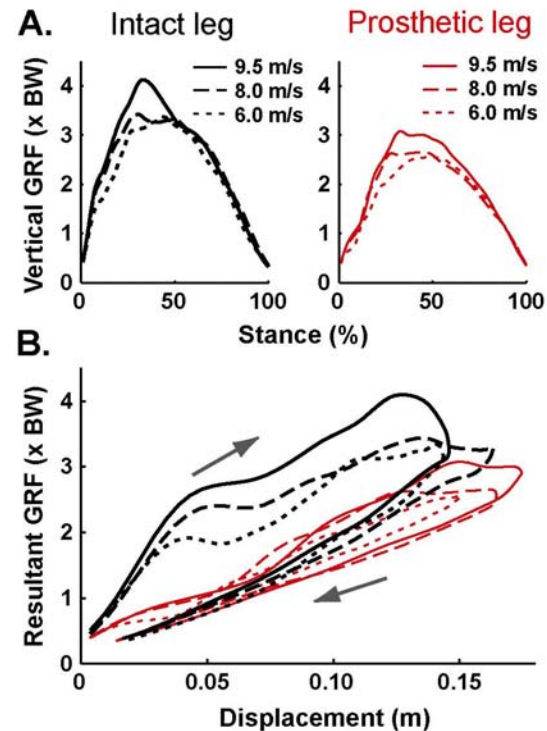 A. Intact leg Prosthetic leg
9.5 m/s
8.0 m/s
6.0 m/s
9.5 m/s
8.0 m/s
6.0 m/s
Vertical GRF (x BW)
4
3
2
1
0
4
3
2
1
0
0 50 100
0 50 100
Stance (%)
B.
Resultant GRF (x BW)
4
3
2
1
0
0 0.05 0.10 0.15
Displacement (m)